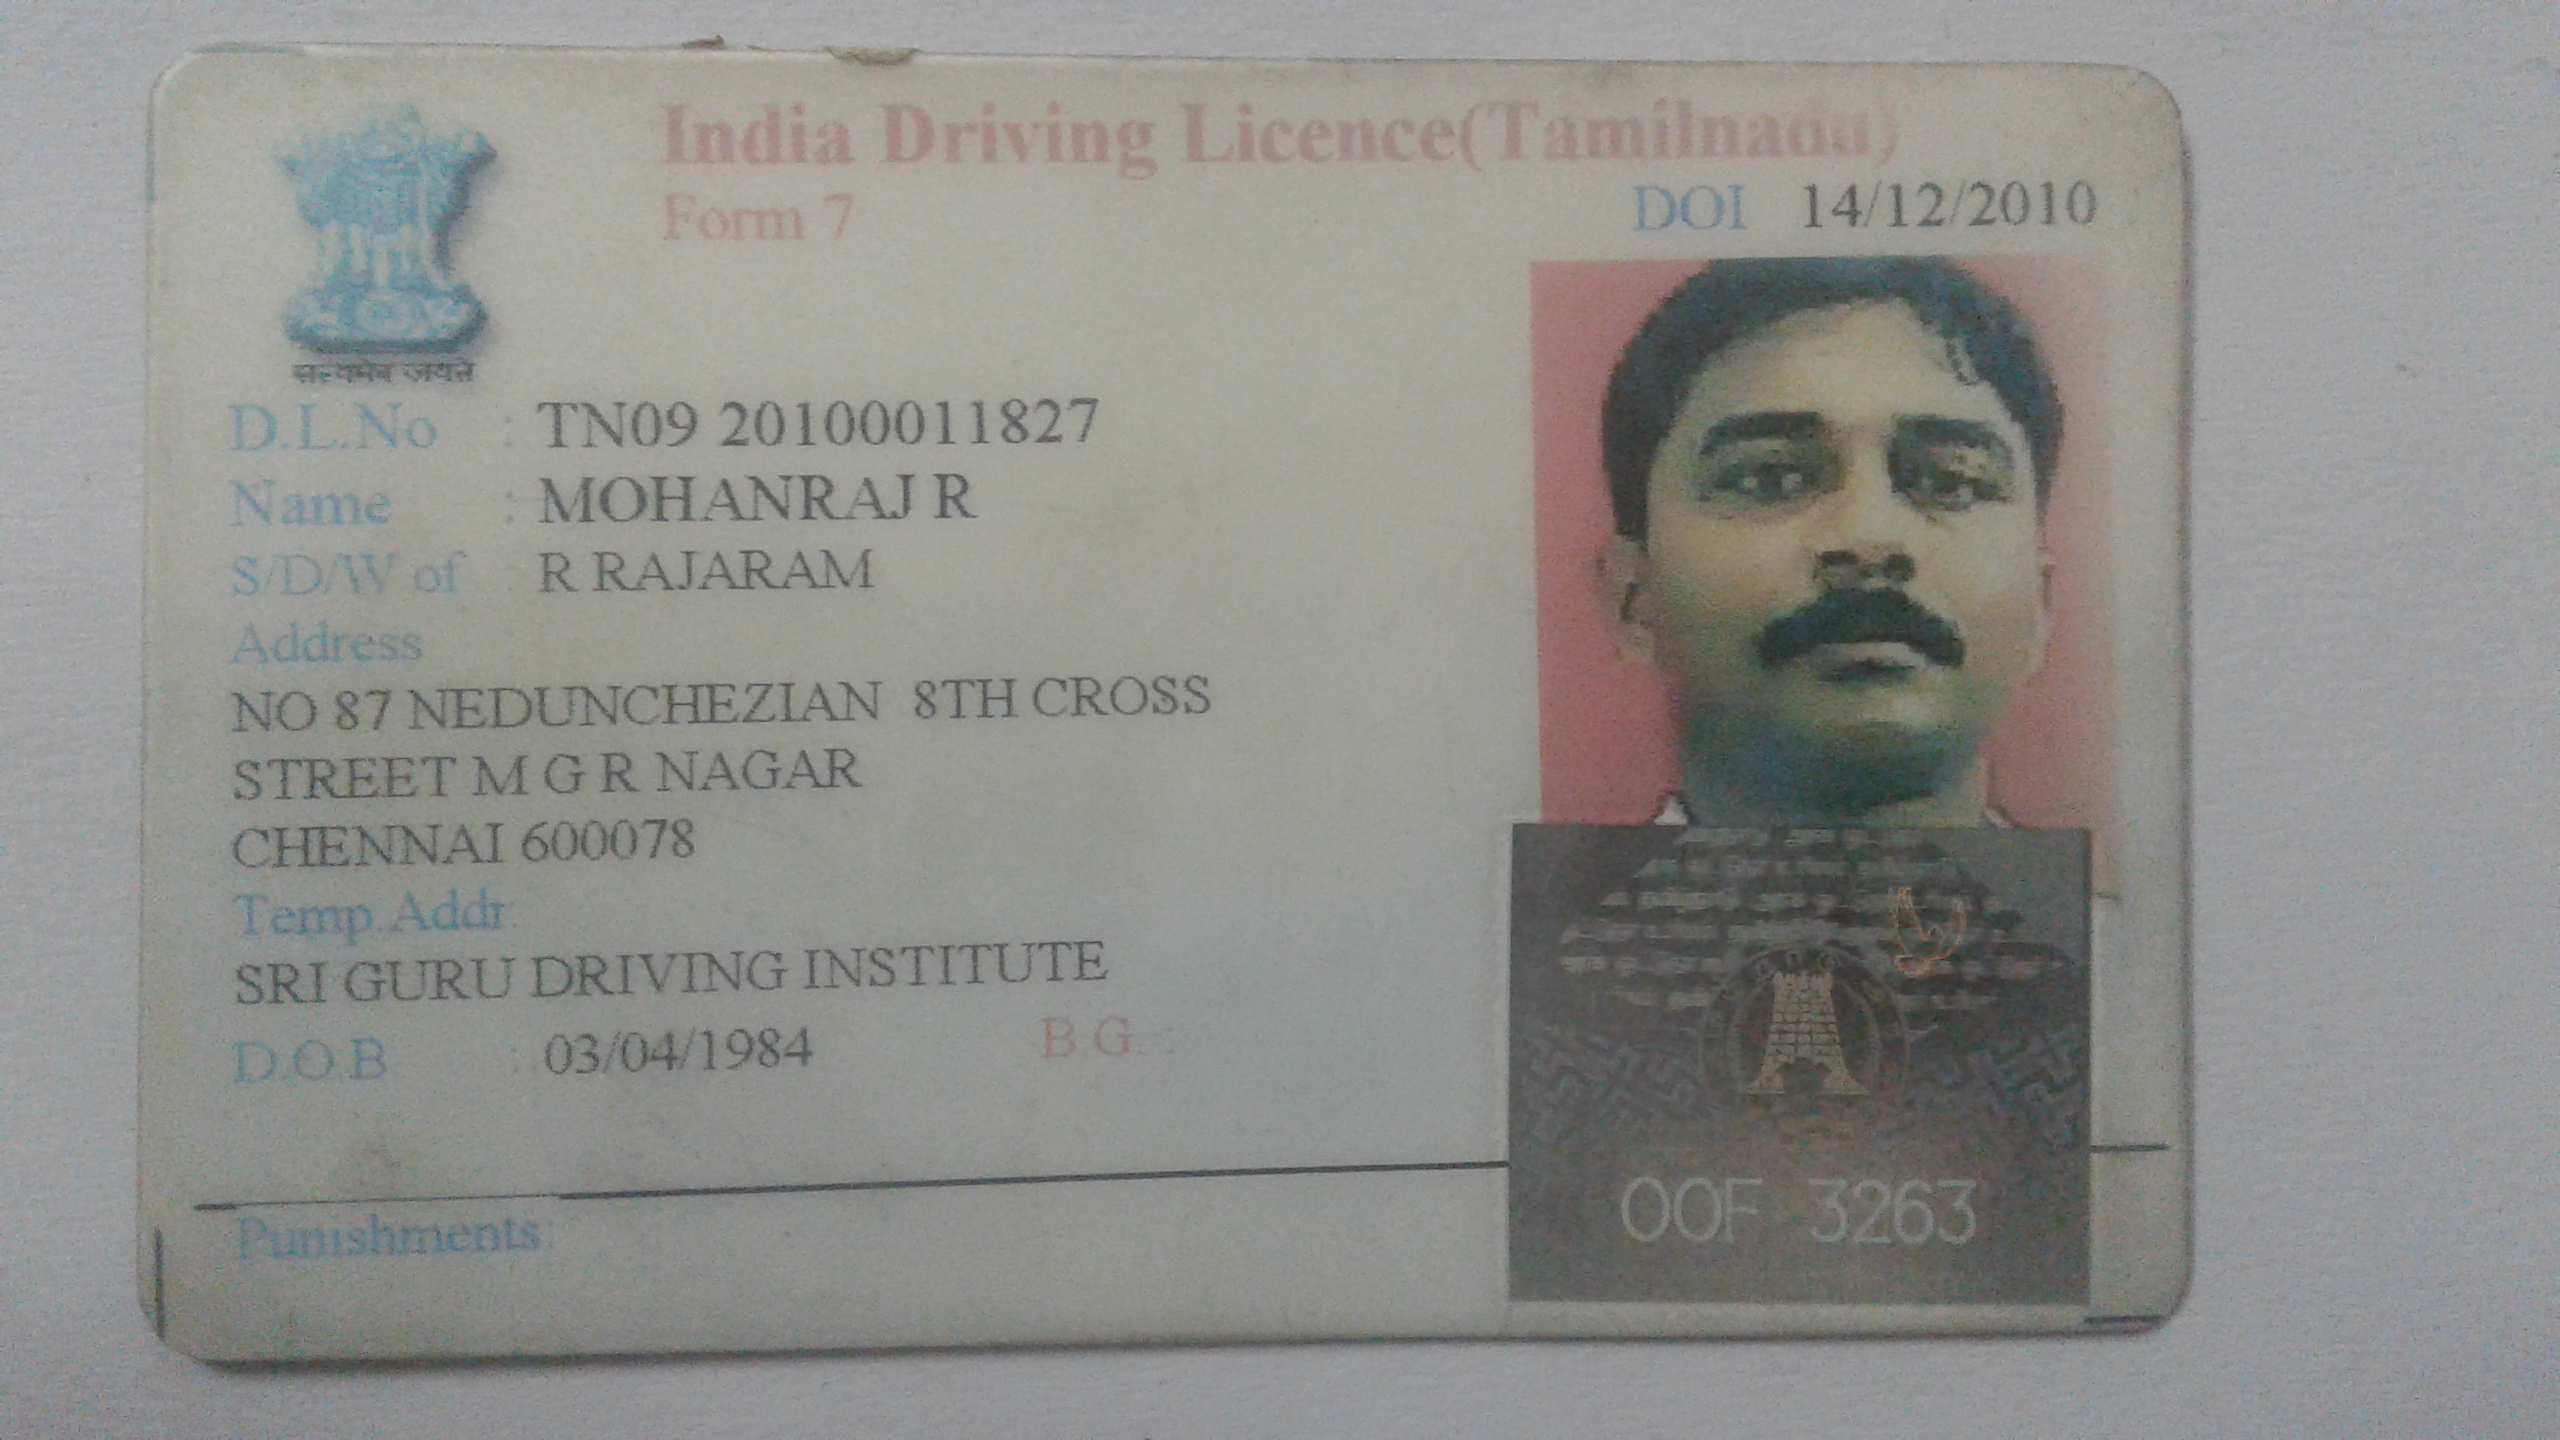 India Driving Licence(Tamilnadu)
Form 7
DOI 14/12/2010
सत्यमेव जयते
D.L.No : TN09 20100011827
Name : MOHANRAJ R
S/D/W of : R RAJARAM
Address
NO 87 NEDUNCHEZIAN 8TH CROSS
STREET M G R NAGAR
CHENNAI 600078
Temp.Addr:
SRI GURU DRIVING INSTITUTE
D.O.B : 03/04/1984 B.G. :
Punishments:
OOF 3263